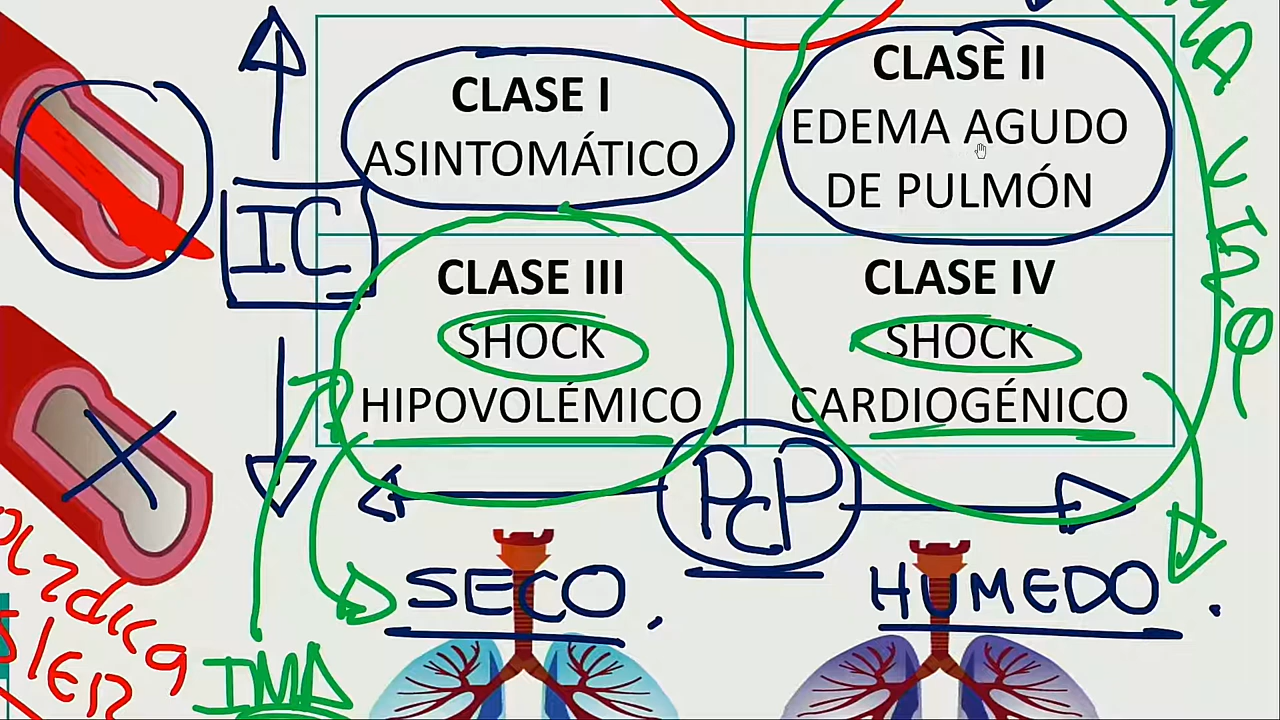 CLASE I
ASINTOMÁTICO
CLASE II
EDEMA AGUDO
DE PULMÓN
IC
CLASE III
SHOCK
HIPOVOLÉMICO
CLASE IV
SHOCK
CARDIOGÉNICO
PCP
SECO
HUMEDO